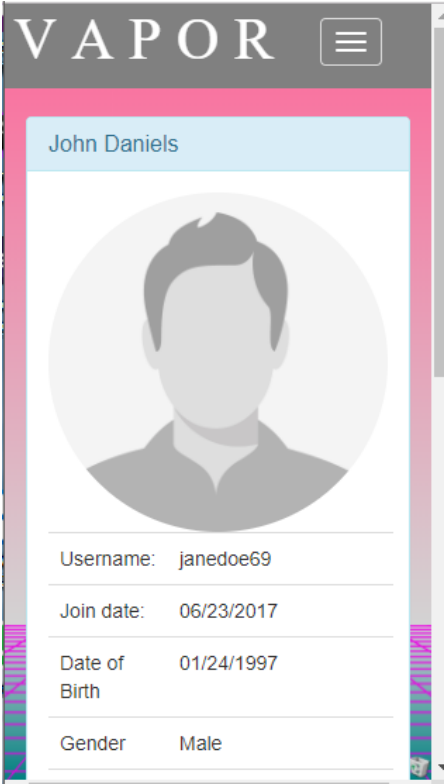 VAPOR
John Daniels
Username: janedoe69
Join date: 06/23/2017
Date of Birth 01/24/1997
Gender Male